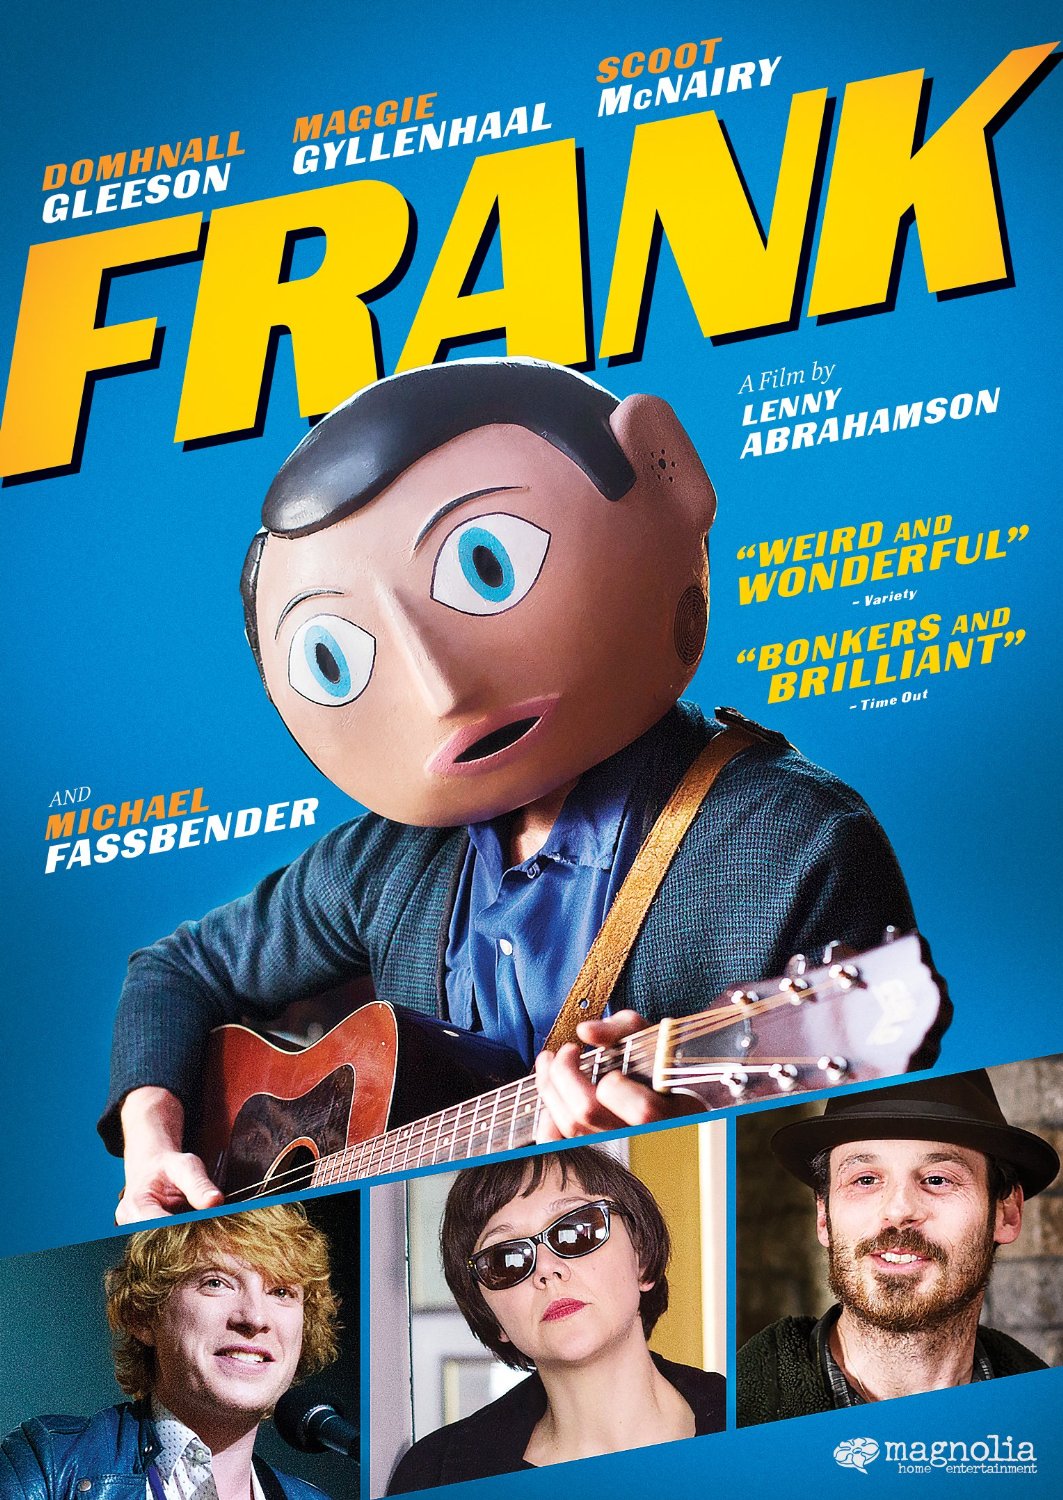 DOMHNALL
GLEESON
MAGGIE
GYLLENHAAL
SCOOT
McNAIRY
FRANK
A Film by
LENNY
ABRAHAMSON
“WEIRD AND
WONDERFUL”
– Variety
“BONKERS AND
BRILLIANT”
– Time Out
AND
MICHAEL
FASSBENDER
magnolia
home entertainment